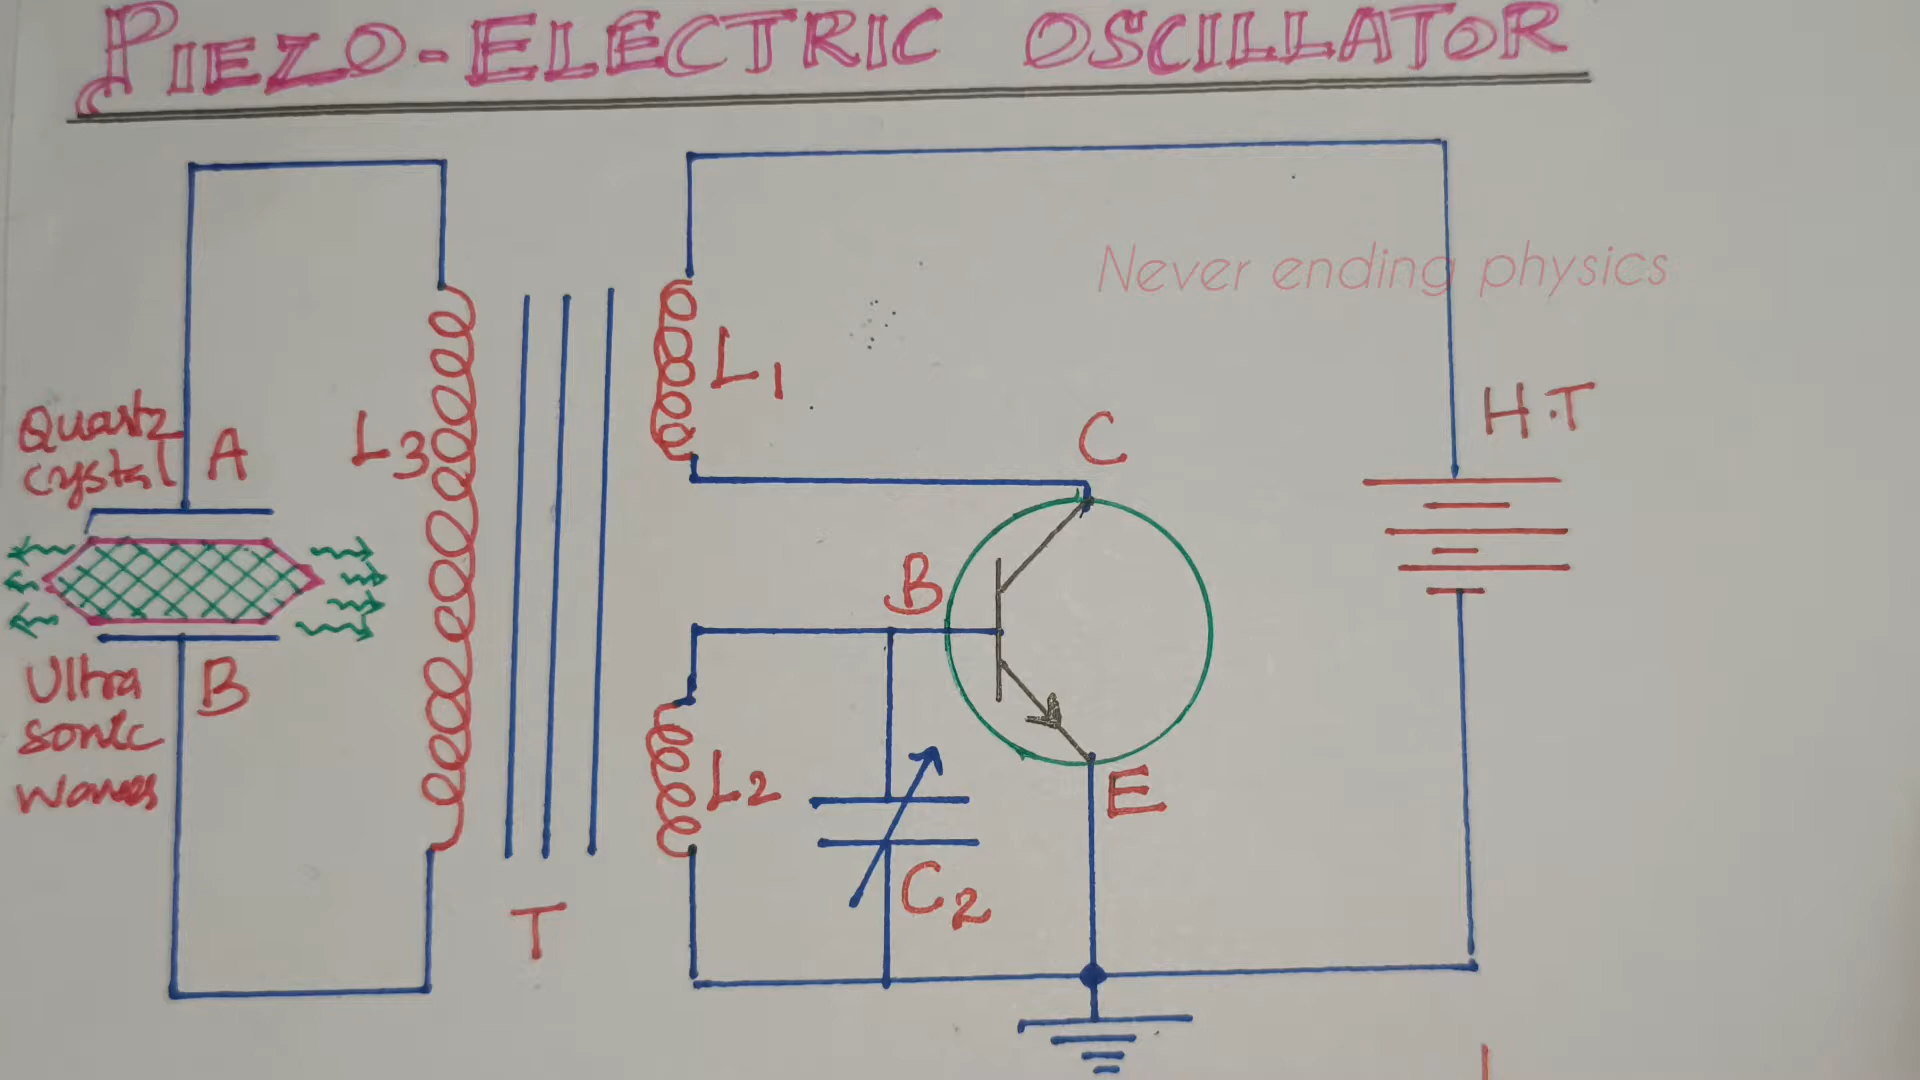 PIEZO-ELECTRIC OSCILLATOR
Never ending physics
Quartz
crystal
A
L3
L1
C
H.T
B
Ultra
sonic
waves
B
L2
E
C2
T